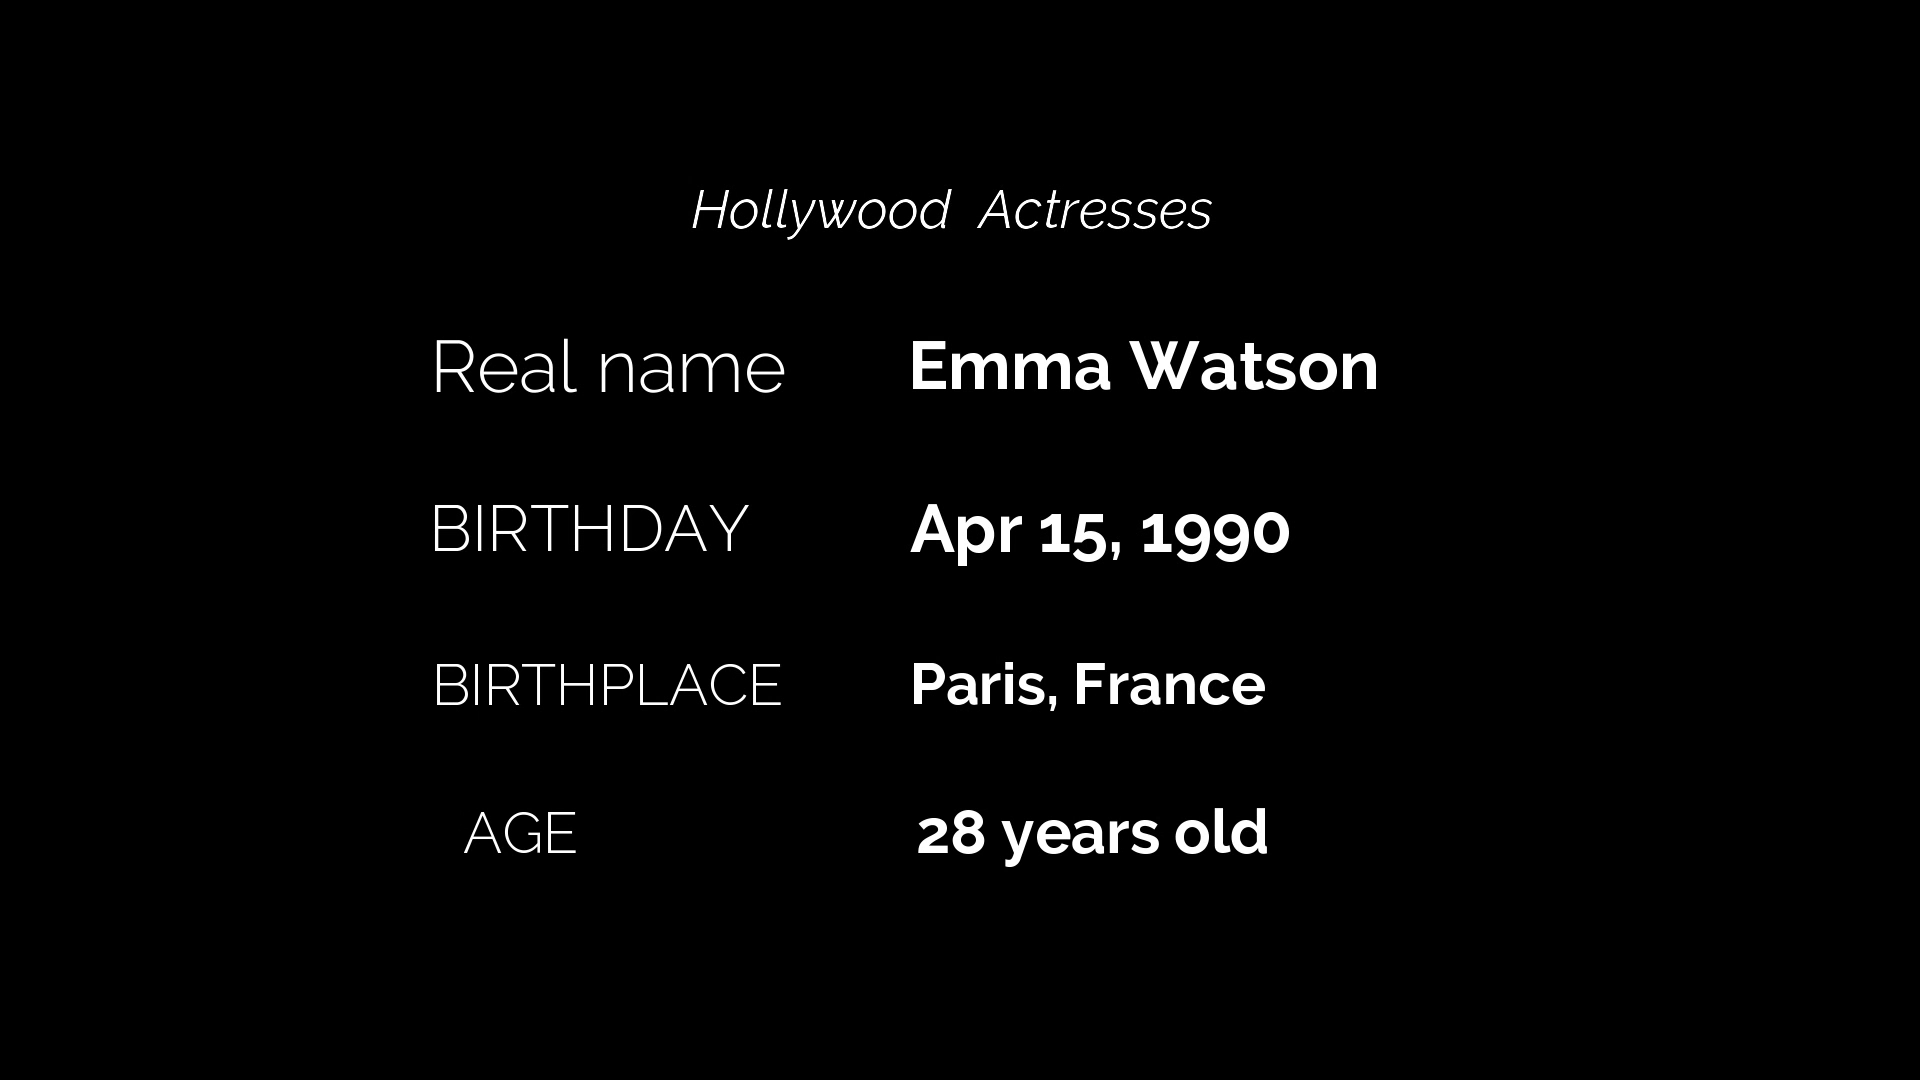 Hollywood Actresses
Real name Emma Watson
BIRTHDAY Apr 15, 1990
BIRTHPLACE Paris, France
AGE 28 years old